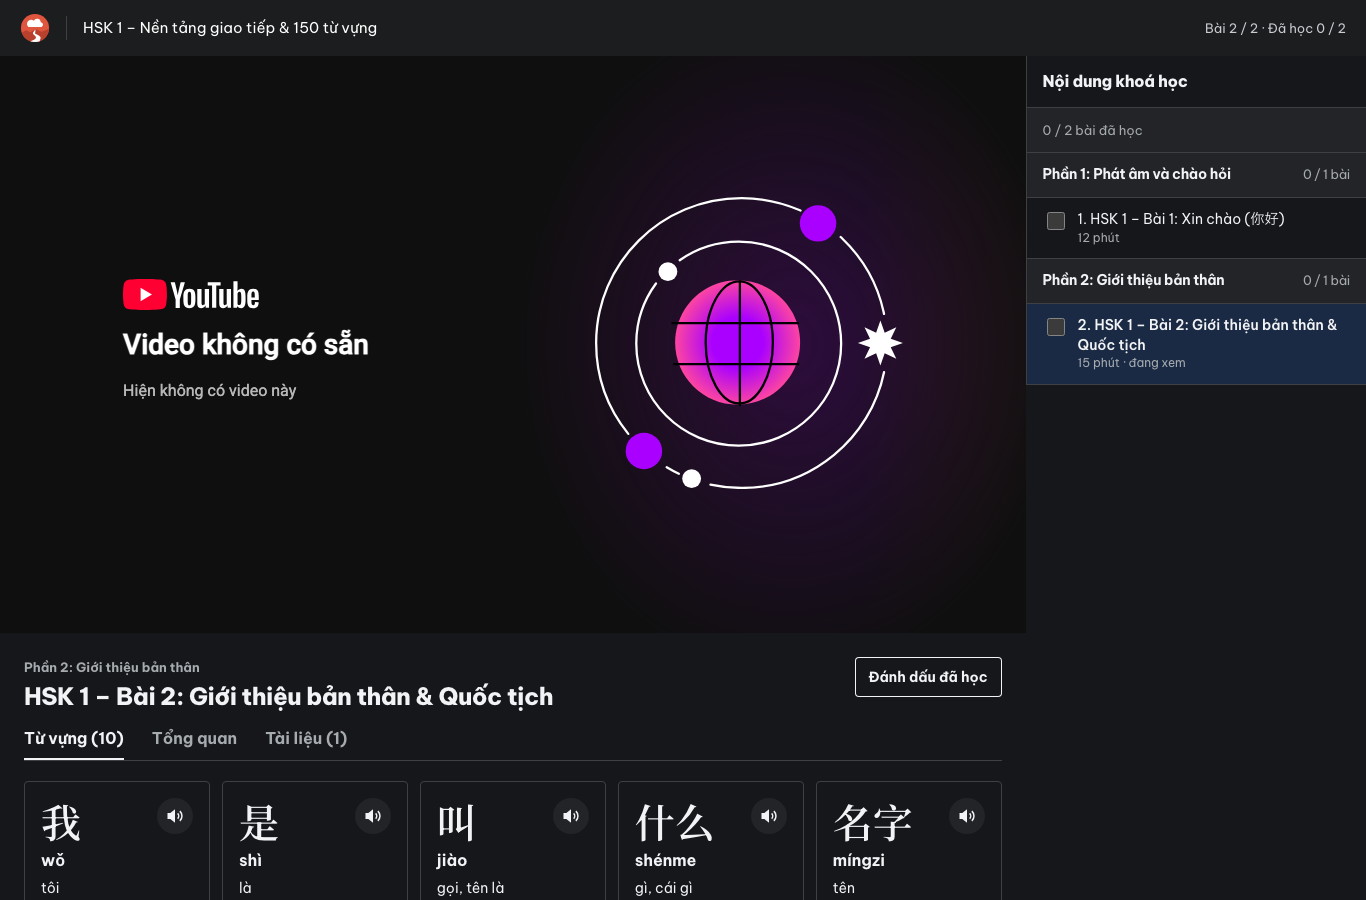 HSK 1 – Nền tảng giao tiếp & 150 từ vựng
Bài 2 / 2 · Đã học 0 / 2
YouTube
Video không có sẵn
Hiện không có video này
Nội dung khoá học
0 / 2 bài đã học
Phần 1: Phát âm và chào hỏi
0 / 1 bài
1. HSK 1 – Bài 1: Xin chào (你好)
12 phút
Phần 2: Giới thiệu bản thân
0 / 1 bài
2. HSK 1 – Bài 2: Giới thiệu bản thân &
Quốc tịch
15 phút · đang xem
Phần 2: Giới thiệu bản thân
HSK 1 – Bài 2: Giới thiệu bản thân & Quốc tịch
Đánh dấu đã học
Từ vựng (10)
Tổng quan
Tài liệu (1)
我
wǒ
tôi
是
shì
là
叫
jiào
gọi, tên là
什么
shénme
gì, cái gì
名字
míngzi
tên